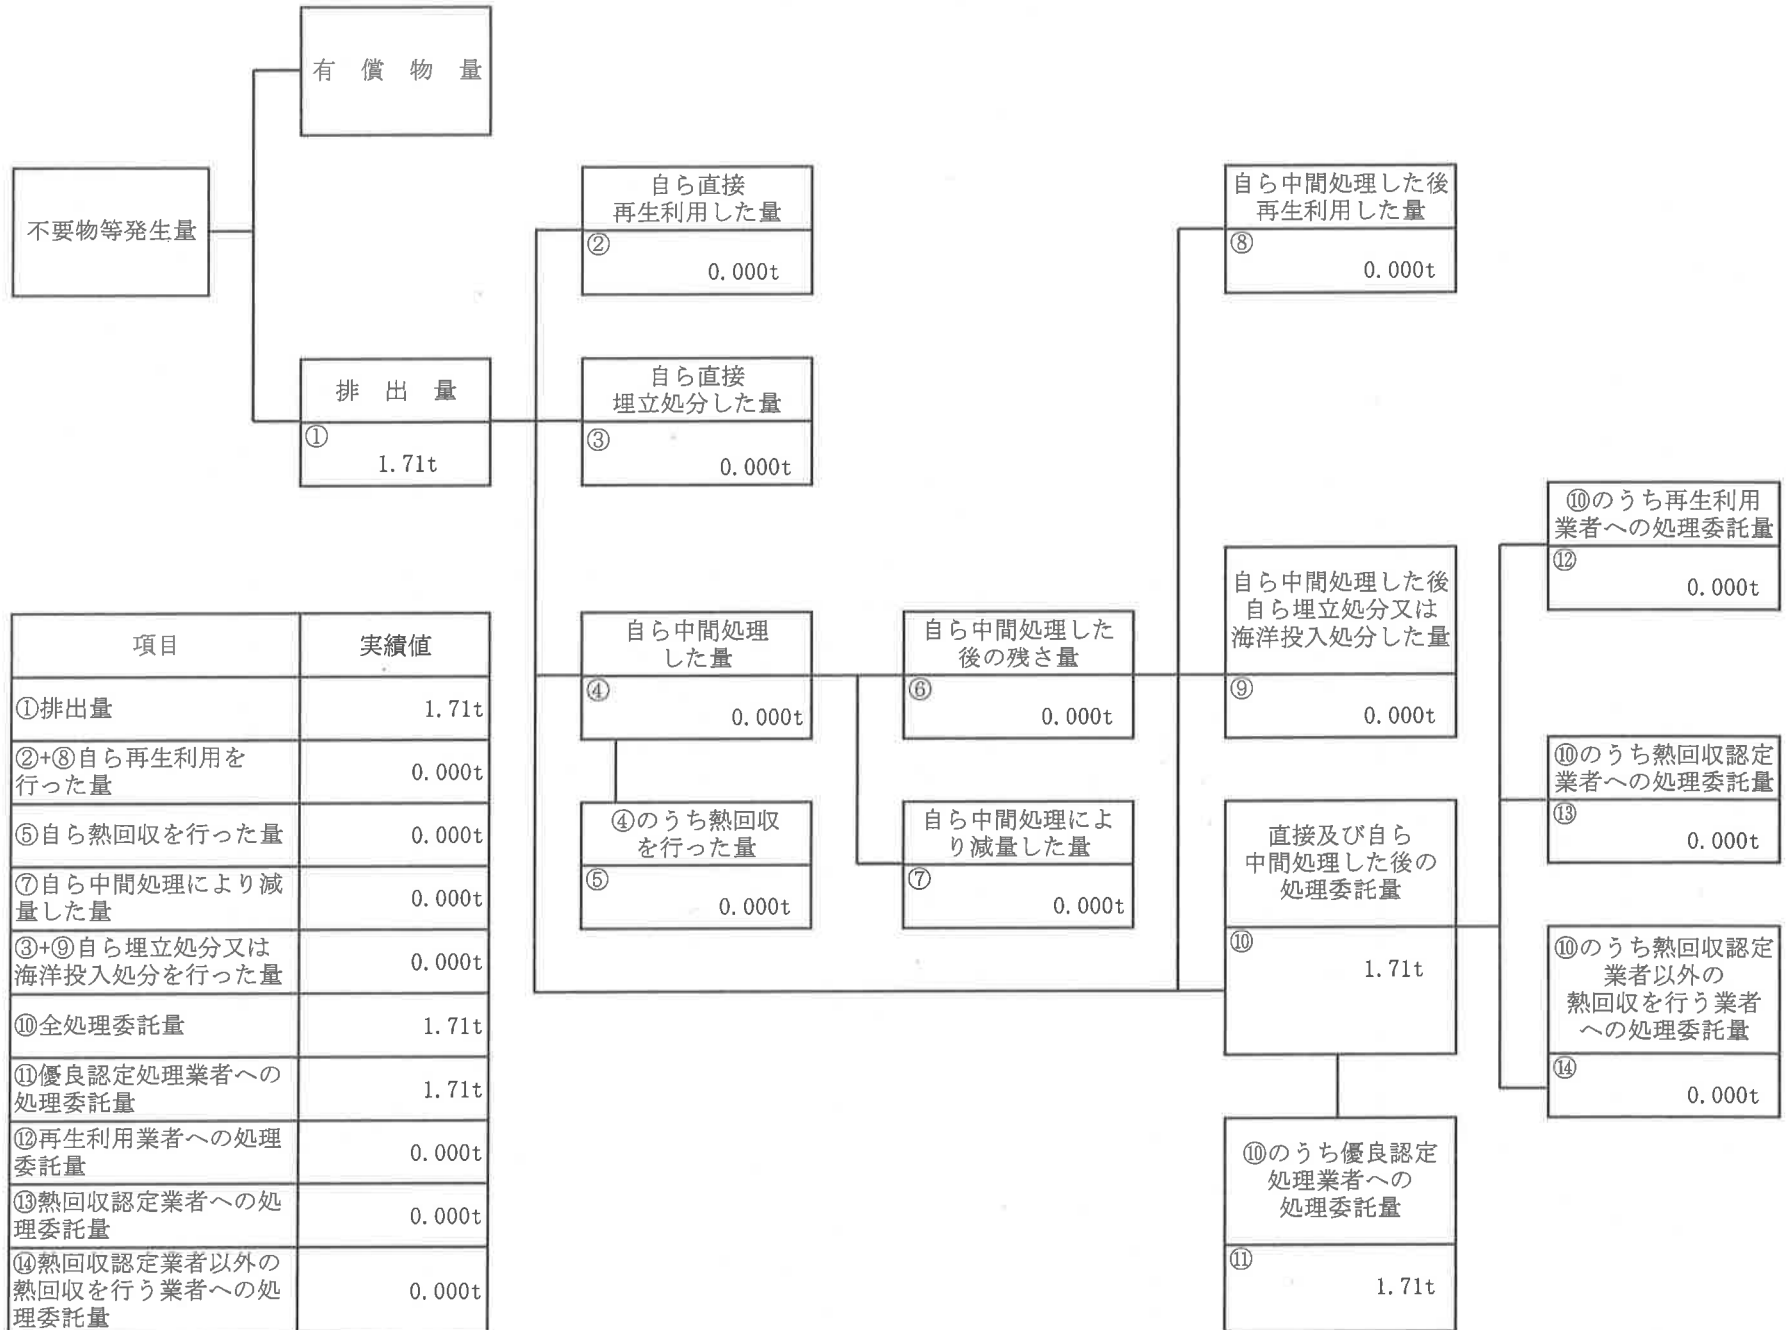 有償物量
不要物等発生量
自ら直接
再生利用した量
②
0.000t
自ら中間処理した後
再生利用した量
⑧
0.000t
排出量
①
1.71t
自ら直接
埋立処分した量
③
0.000t
⑩のうち再生利用
業者への処理委託量
⑫
0.000t
自ら中間処理
した量
④
0.000t
自ら中間処理した
後の残さ量
⑥
0.000t
自ら中間処理した後
自ら埋立処分又は
海洋投入処分した量
⑨
0.000t
⑩のうち熱回収認定
業者への処理委託量
⑬
0.000t
④のうち熱回収
を行った量
⑤
0.000t
自ら中間処理によ
り減量した量
⑦
0.000t
直接及び自ら
中間処理した後の
処理委託量
⑩
1.71t
⑩のうち熱回収認定
業者以外の
熱回収を行う業者
への処理委託量
⑭
0.000t
⑩のうち優良認定
処理業者への
処理委託量
⑪
1.71t
項目 実績値
①排出量 1.71t
②+⑧自ら再生利用を
行った量 0.000t
⑤自ら熱回収を行った量 0.000t
⑦自ら中間処理により減
量した量 0.000t
③+⑨自ら埋立処分又は
海洋投入処分を行った量 0.000t
⑩全処理委託量 1.71t
⑪優良認定処理業者への
処理委託量 1.71t
⑫再生利用業者への処理
委託量 0.000t
⑬熱回収認定業者への処
理委託量 0.000t
⑭熱回収認定業者以外の
熱回収を行う業者への処
理委託量 0.000t